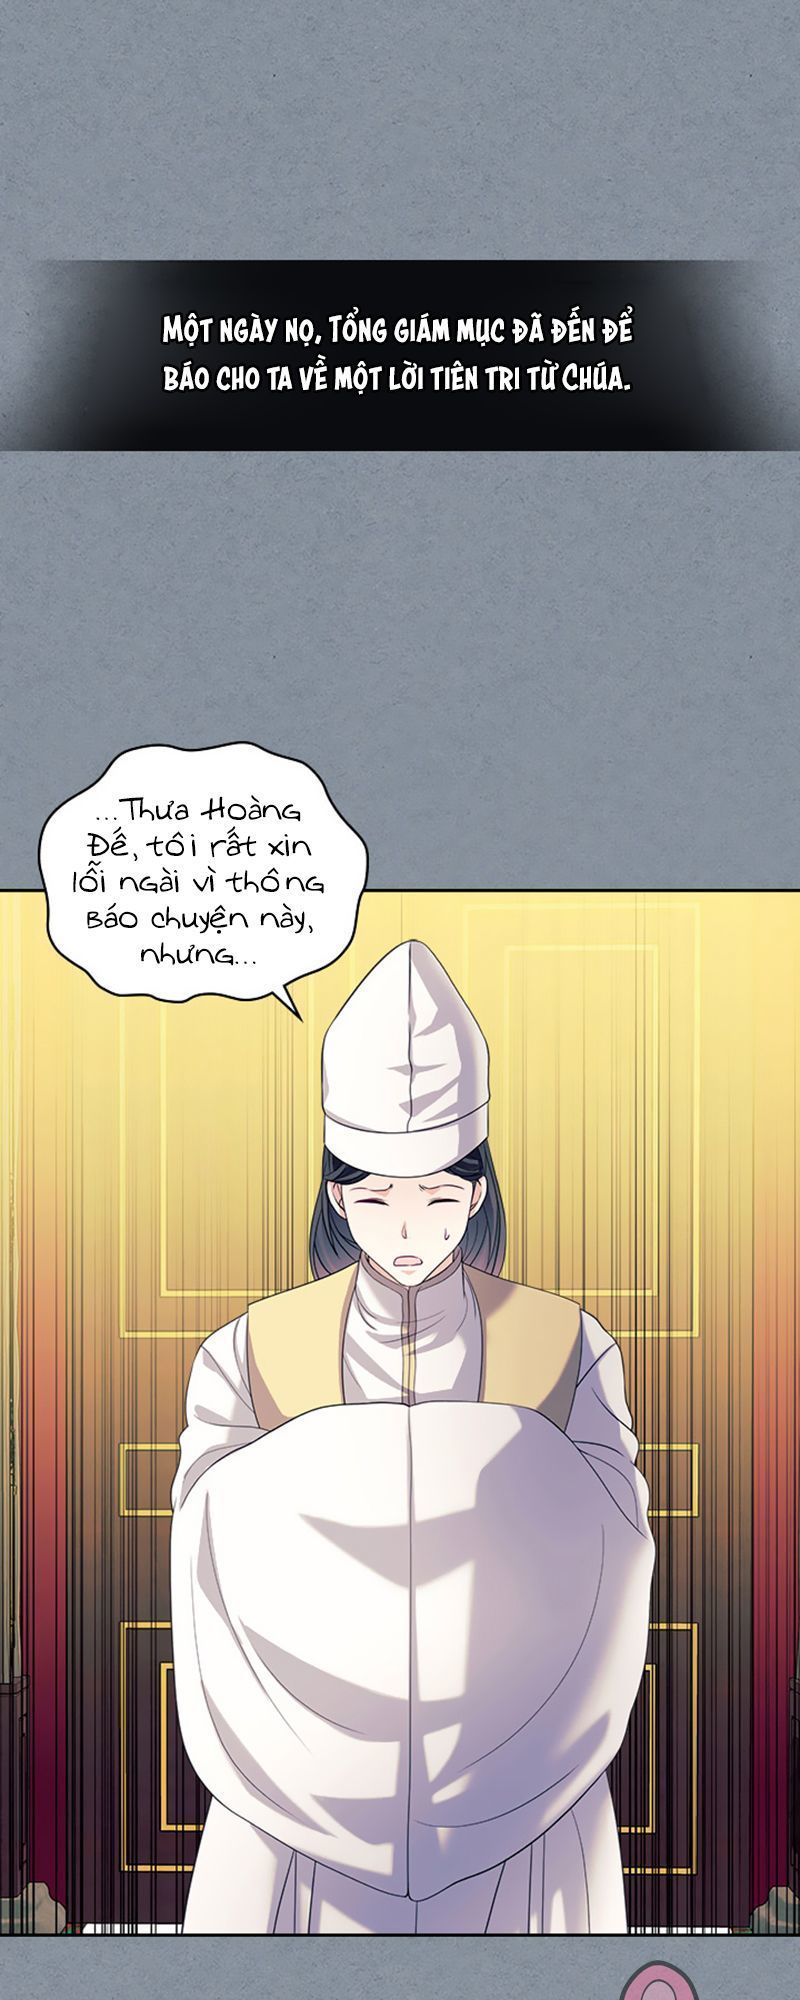 Một ngày nọ, Tổng giám mục đã đến để
báo cho ta về một lời tiên tri từ Chúa.
...Thưa Hoàng
Đế, tôi rất xin
lỗi ngài vì thông
báo chuyện này,
nhưng...